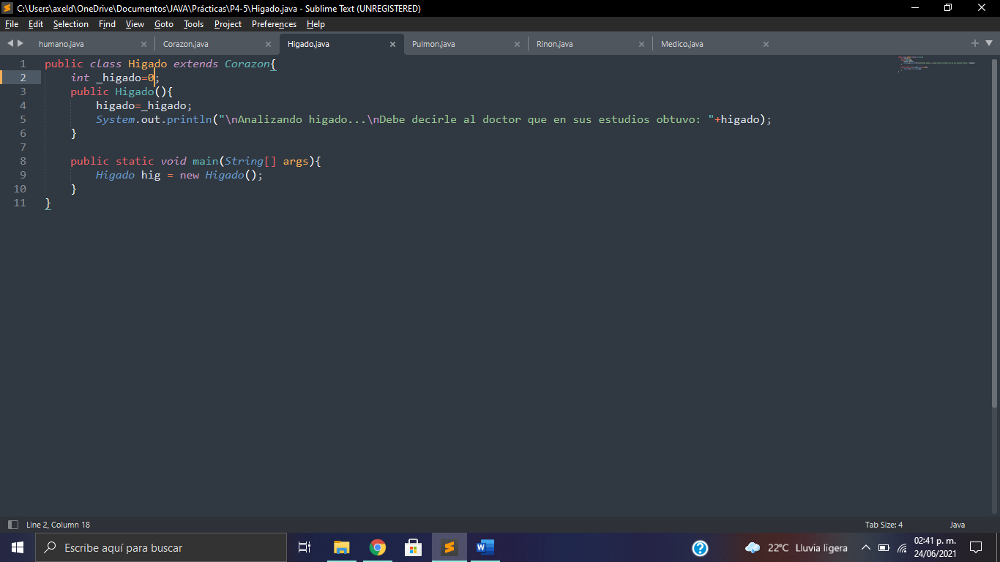 C:\Users\axeld\OneDrive\Documentos\JAVA\Prácticas\P4-5\Higado.java - Sublime Text (UNREGISTERED)
File Edit Selection Find View Goto Tools Project Preferences Help
humano.java Corazon.java Higado.java Pulmon.java Rinon.java Medico.java
1 public class Higado extends Corazon{
2 int _higado=0;
3 public Higado(){
4 higado=_higado;
5 System.out.println("\nAnalizando higado...\nDebe decirle al doctor que en sus estudios obtuvo: "+higado);
6 }
7
8 public static void main(String[] args){
9 Higado hig = new Higado();
10 }
11 }
Line 2, Column 18 Tab Size: 4 Java
Escribe aquí para buscar 22°C Lluvia ligera 02:41 p. m.
24/06/2021